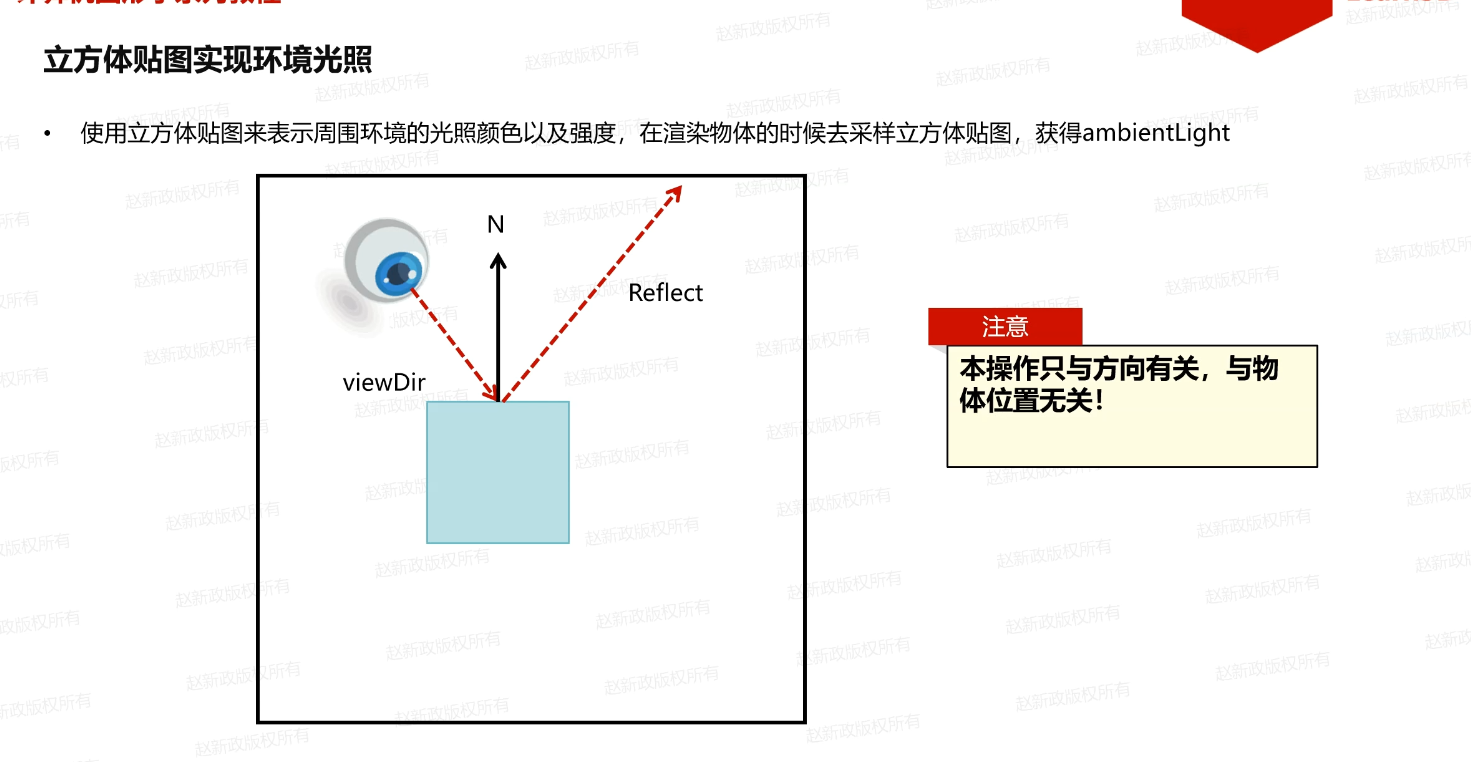 立方体贴图实现环境光照
• 使用立方体贴图来表示周围环境的光照颜色以及强度，在渲染物体的时候去采样立方体贴图，获得ambientLight
N
Reflect
viewDir
注意
本操作只与方向有关，与物
体位置无关！
赵新政版权所有